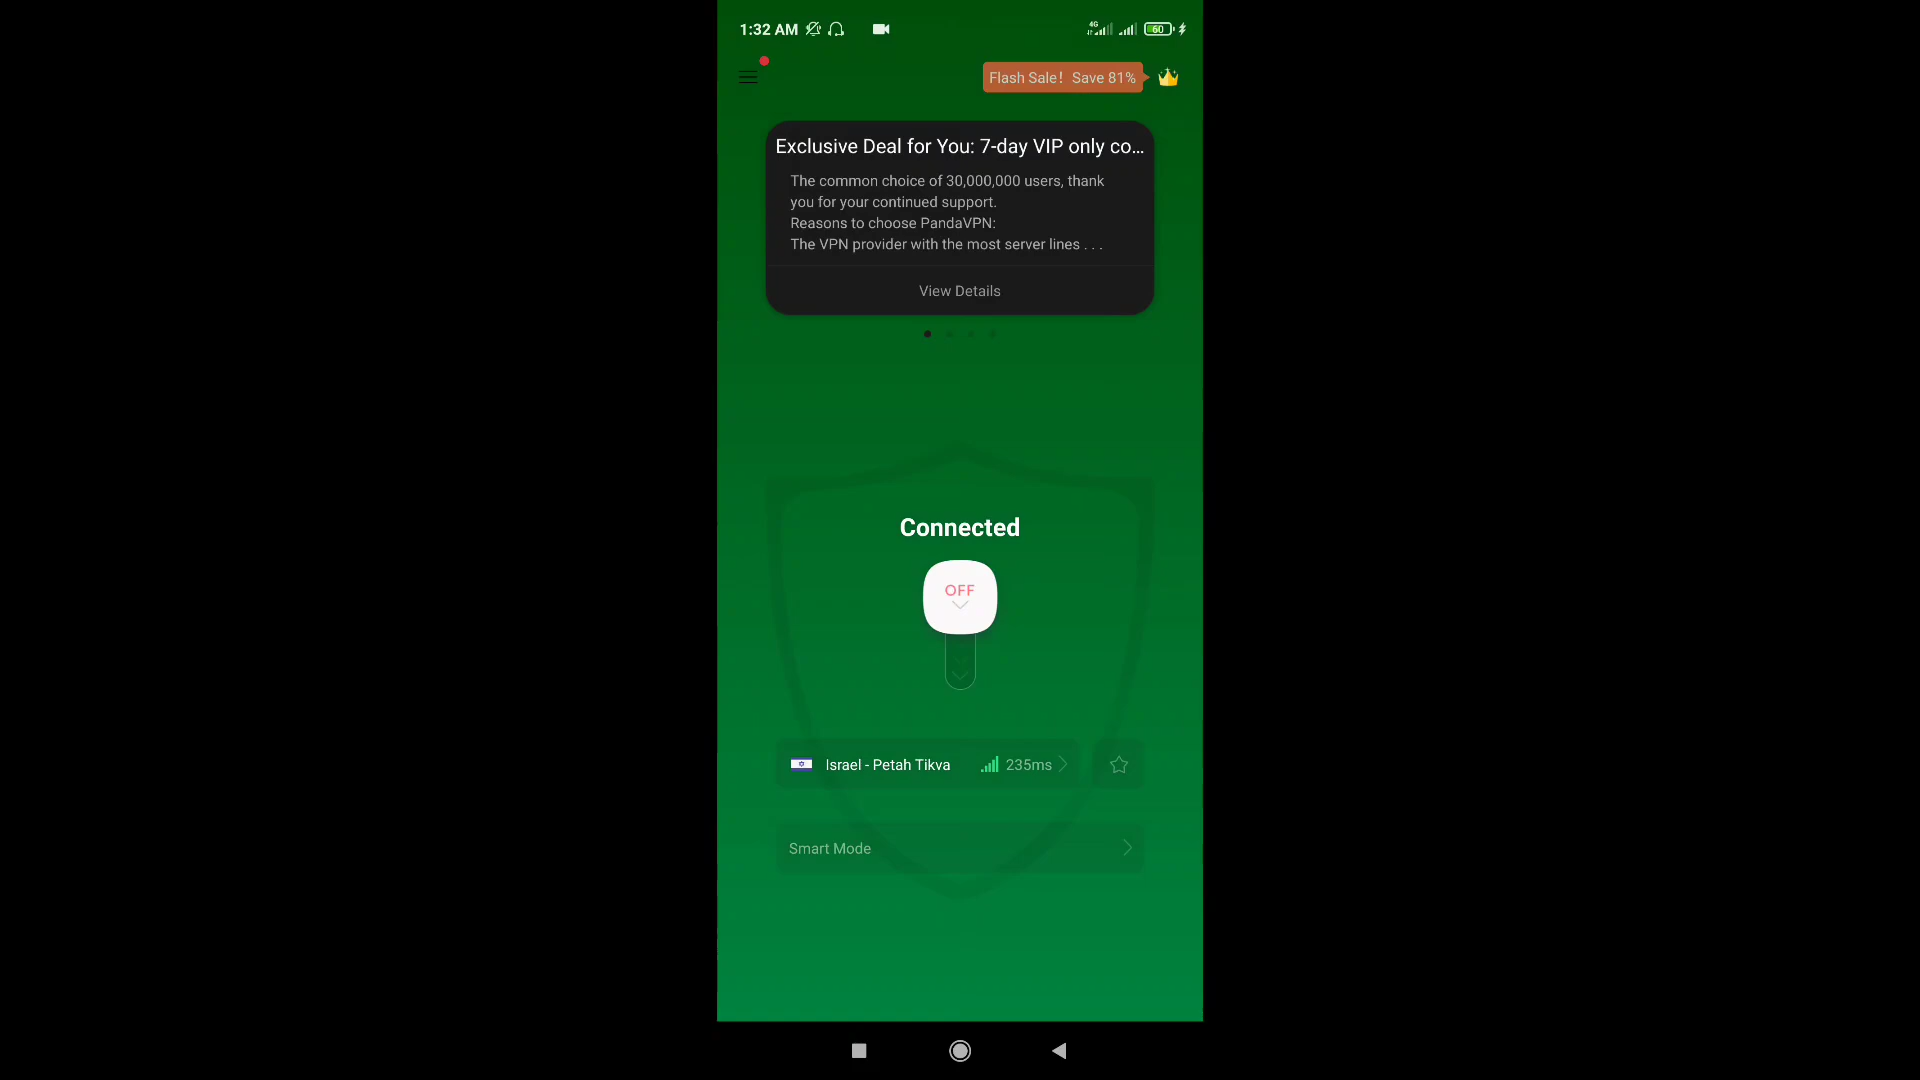 1:32 AM
4G
60
Flash Sale! Save 81%
Exclusive Deal for You: 7-day VIP only co...
The common choice of 30,000,000 users, thank
you for your continued support.
Reasons to choose PandaVPN:
The VPN provider with the most server lines . . .
View Details
Connected
OFF
Israel - Petah Tikva 235ms
Smart Mode